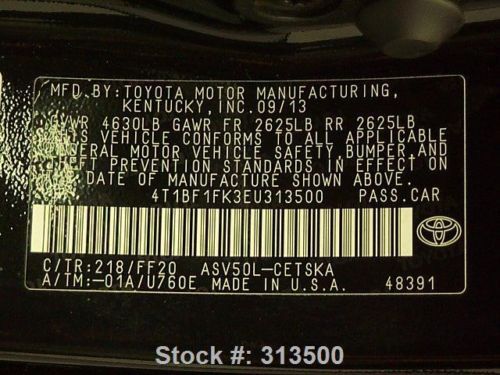 MFD.BY:TOYOTA MOTOR MANUFACTURING,
KENTUCKY,INC.09/13
GVWR 4630LB GAWR FR 2625LB RR 2625LB
THIS VEHICLE CONFORMS TO ALL APPLICABLE
FEDERAL MOTOR VEHICLE SAFETY,BUMPER AND
THEFT PREVENTION STANDARDS IN EFFECT ON
THE DATE OF MANUFACTURE SHOWN ABOVE.
4T1BF1FK3EU313500 PASS.CAR
C/TR:218/FF20 ASV50L-CETSKA
A/TM:-01A/U760E MADE IN U.S.A. 48391
Stock #: 313500